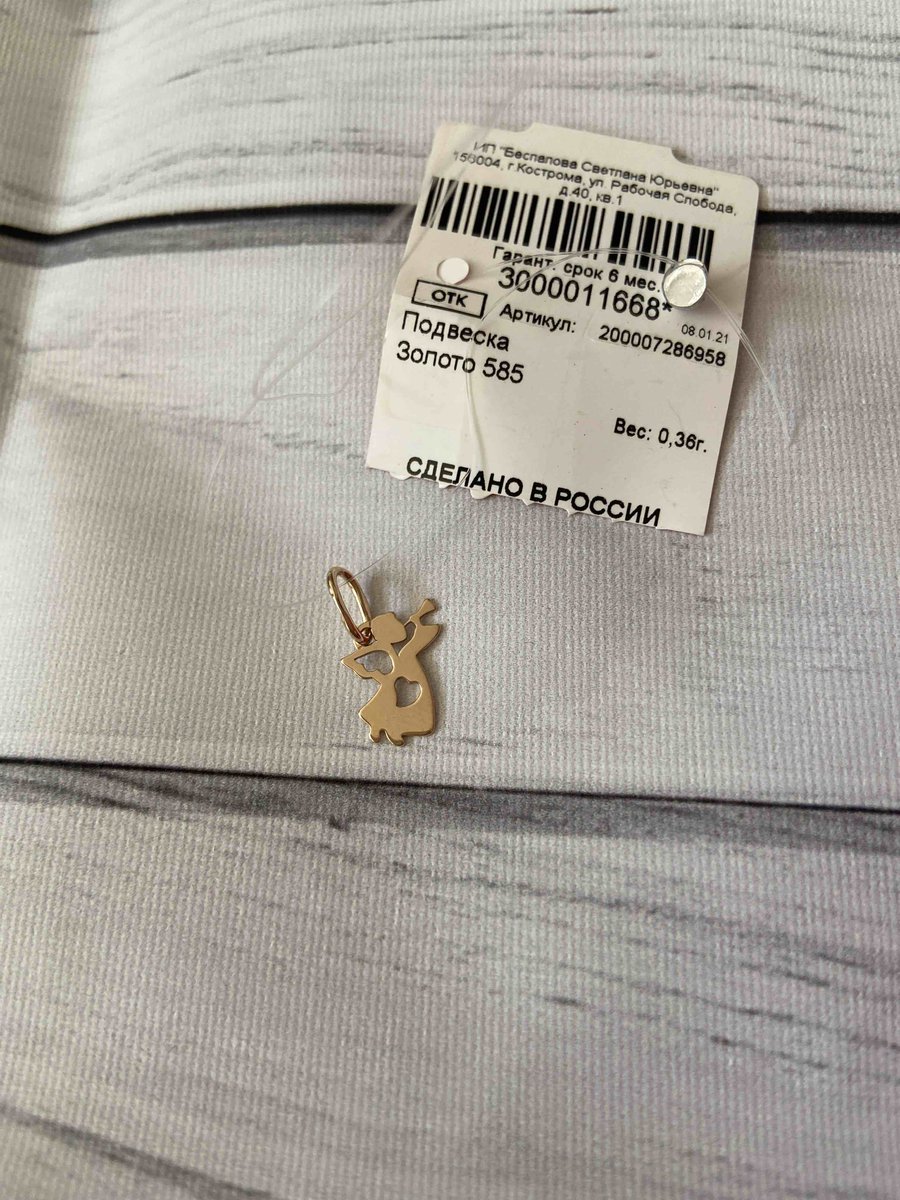 ИП "Беспалова Светлана Юрьевна"
156004, г.Кострома, ул. Рабочая Слобода,
д.40, кв.1
Гарант. срок 6 мес.
3000011668*
ОТК
Артикул: 200007286958
08.01.21
Подвеска
Золото 585
Вес: 0,36г.
СДЕЛАНО В РОССИИ